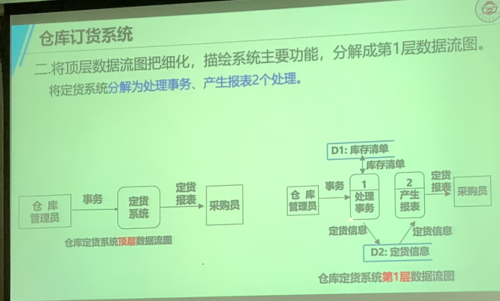 仓库订货系统
二.将顶层数据流图把细化，描绘系统主要功能，分解成第1层数据流图。
将定货系统分解为处理事务、产生报表2个处理。
仓 库
管理员
事务
定货
系统
定货
报表
采购员
仓库定货系统顶层数据流图
D1: 库存清单
库存清单
仓 库
管理员
事务
1
处理
事务
2
产生
报表
定货
报表
采购员
定货信息
定货信息
D2: 定货信息
仓库定货系统第1层数据流图